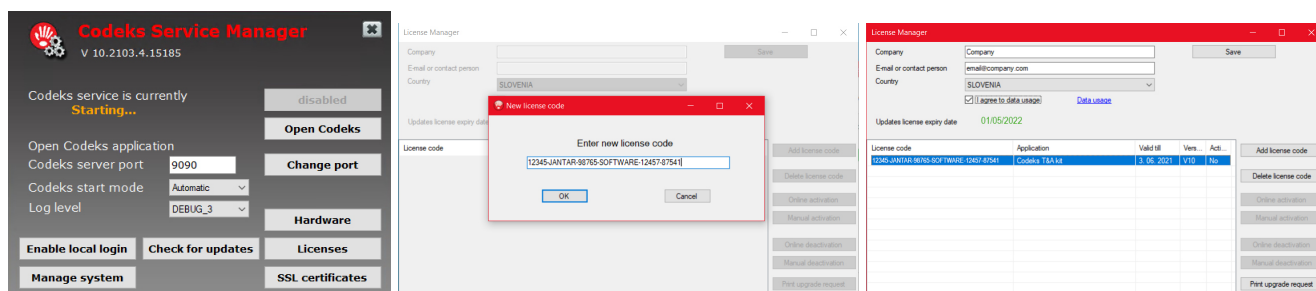 Codeks Service Manager
V 10.2103.4.15185
Codeks service is currently
Starting...
disabled
Open Codeks
Open Codeks application
Codeks server port 9090 Change port
Codeks start mode Automatic
Log level DEBUG_3
Hardware
Enable local login Check for updates Licenses
Manage system SSL certificates
License Manager
Company Save
E-mail or contact person
Country SLOVENIA
Updates license expiry date
New license code
Enter new license code
12345-JANTAR-98765-SOFTWARE-12457-87541
OK Cancel
License code
Add license code
Delete license code
Online activation
Manual activation
Online deactivation
Manual deactivation
Print upgrade request
License Manager
Company Company Save
E-mail or contact person email@company.com
Country SLOVENIA
I agree to data usage Data usage
Updates license expiry date 01/05/2022
License code Application Valid till Vers... Acti...
12345-JANTAR-98765-SOFTWARE-12457-87541 Codeks T&A kit 3. 06. 2021 V10 No
Add license code
Delete license code
Online activation
Manual activation
Online deactivation
Manual deactivation
Print upgrade request